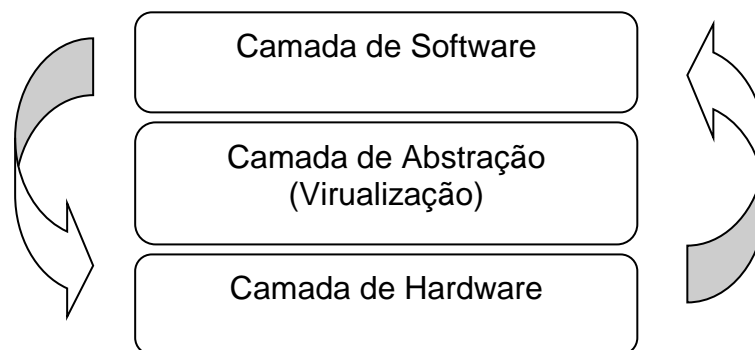 Camada de Software
Camada de Abstração
(Virualização)
Camada de Hardware